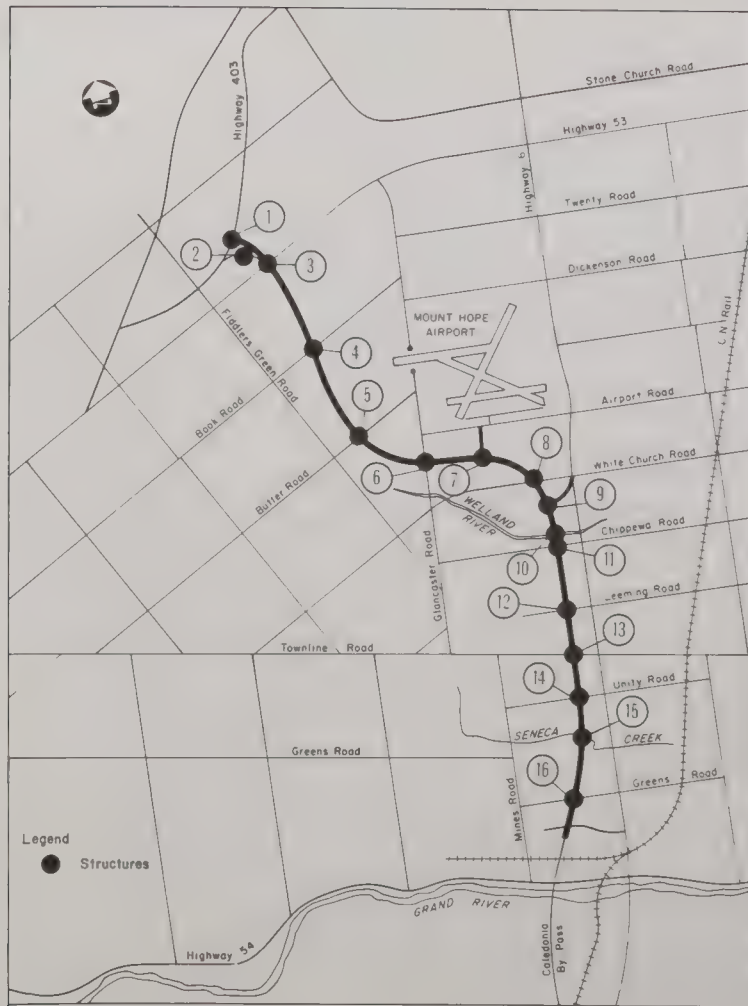 Stone Church Road
Highway 403
Highway 53
Highway 6
Twenty Road
1
2
3
Dickenson Road
C N Rail
MOUNT HOPE
AIRPORT
Fiddlers Green Road
4
Book Road
Airport Road
5
Butter Road
6
7
8
White Church Road
WELLAND
RIVER
9
Chippewa Road
Glancaster Road
10
11
12
Leeming Road
Townline Road
13
14
Unity Road
15
SENECA
CREEK
Greens Road
16
Greens Road
Mines Road
Legend
Structures
GRAND RIVER
Highway 54
Caledonia
By Pass